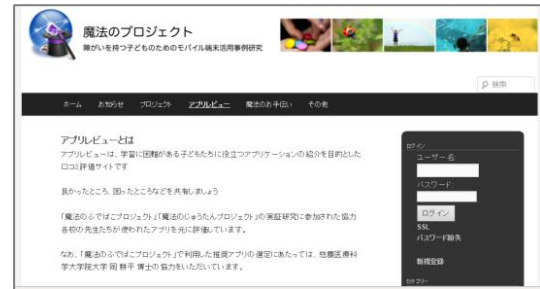 魔法のプロジェクト
障がいを持つ子どものためのモバイル端末活用事例研究
検索
ホーム お知らせ プロジェクト アプリレビュー 魔法のお手伝い その他
アプリレビューとは
アプリレビューは、学習に困難がある子どもたちに役立つアプリケーションの紹介を目的とした
口コミ評価サイトです
良かったところ、困ったところなどを共有しましょう
「魔法のふでばこプロジェクト」「魔法のじゅうたんプロジェクト」の実証研究に参加された協力
各校の先生たちが使われたアプリを元に評価しています。
なお、「魔法のふでばこプロジェクト」で利用した推奨アプリの選定にあたっては、慈慶医療科
学大学院大学 岡 耕平 博士の協力をいただいています。
ログイン
ユーザー名:
パスワード:
ログイン
SSL
パスワード紛失
新規登録
カテゴリー